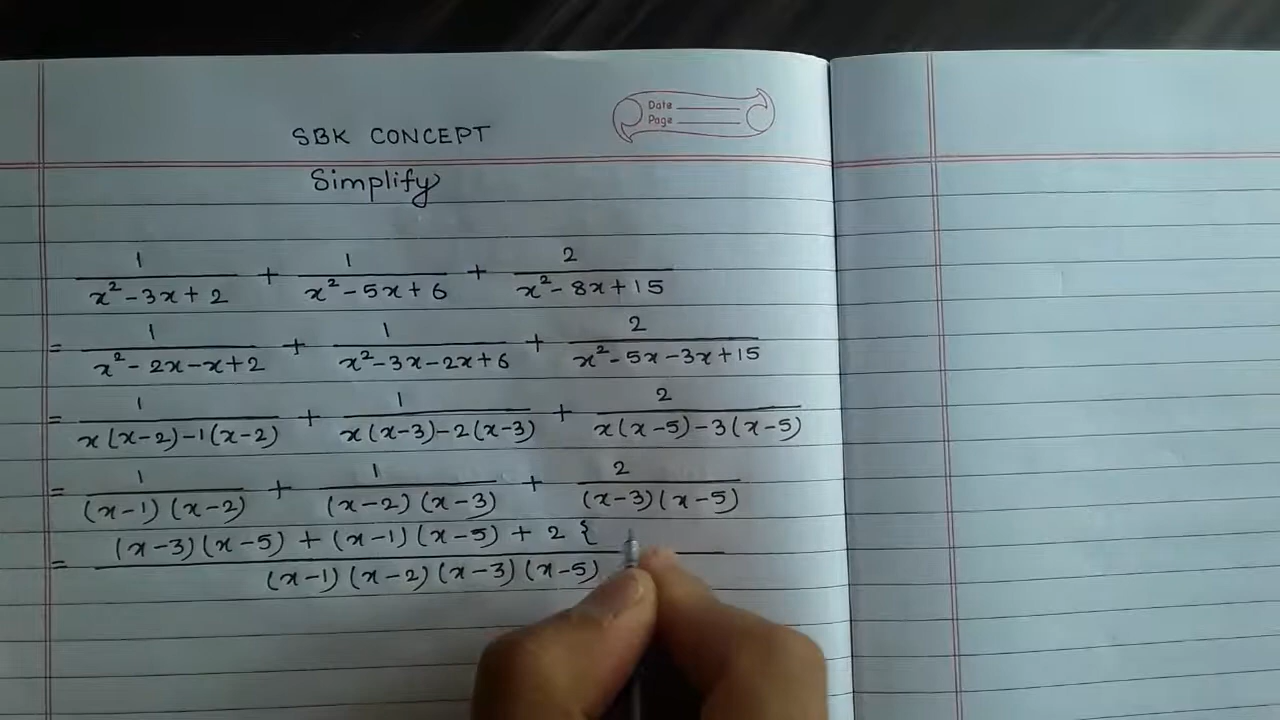 Date
Page
SBK CONCEPT
Simplify
1/(x²-3x+2) + 1/(x²-5x+6) + 2/(x²-8x+15)
= 1/(x²-2x-x+2) + 1/(x²-3x-2x+6) + 2/(x²-5x-3x+15)
= 1/(x(x-2)-1(x-2)) + 1/(x(x-3)-2(x-3)) + 2/(x(x-5)-3(x-5))
= 1/((x-1)(x-2)) + 1/((x-2)(x-3)) + 2/((x-3)(x-5))
= (x-3)(x-5) + (x-1)(x-5) + 2 {
(x-1)(x-2)(x-3)(x-5)